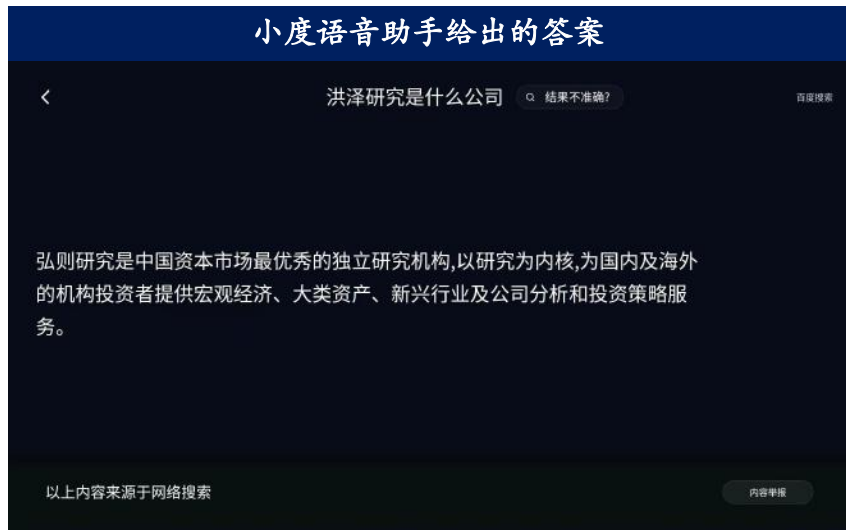 小度语音助手给出的答案
洪泽研究是什么公司 结果不准确? 百度搜索
弘则研究是中国资本市场最优秀的独立研究机构,以研究为内核,为国内及海外
的机构投资者提供宏观经济、大类资产、新兴行业及公司分析和投资策略服
务。
以上内容来源于网络搜索 内容举报